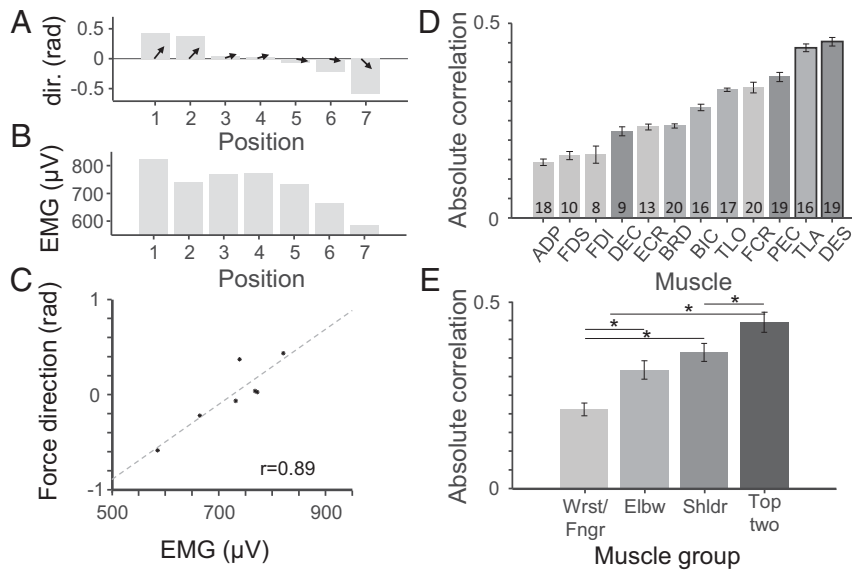 A
dir. (rad)
0.5
0
-0.5
1 2 3 4 5 6 7
Position
B
EMG (µV)
800
700
600
1 2 3 4 5 6 7
Position
C
Force direction (rad)
1
0
-1
r=0.89
500 700 900
EMG (µV)
D
Absolute correlation
0.5
0
18 10 8 9 13 20 16 17 20 19 16 19
ADP FDS FDI DEC ECR BRD BIC TLO FCR PEC TLA DES
Muscle
E
Absolute correlation
0.5
0
* * * *
Wrst/ Elbw Shldr Top
Fngr two
Muscle group